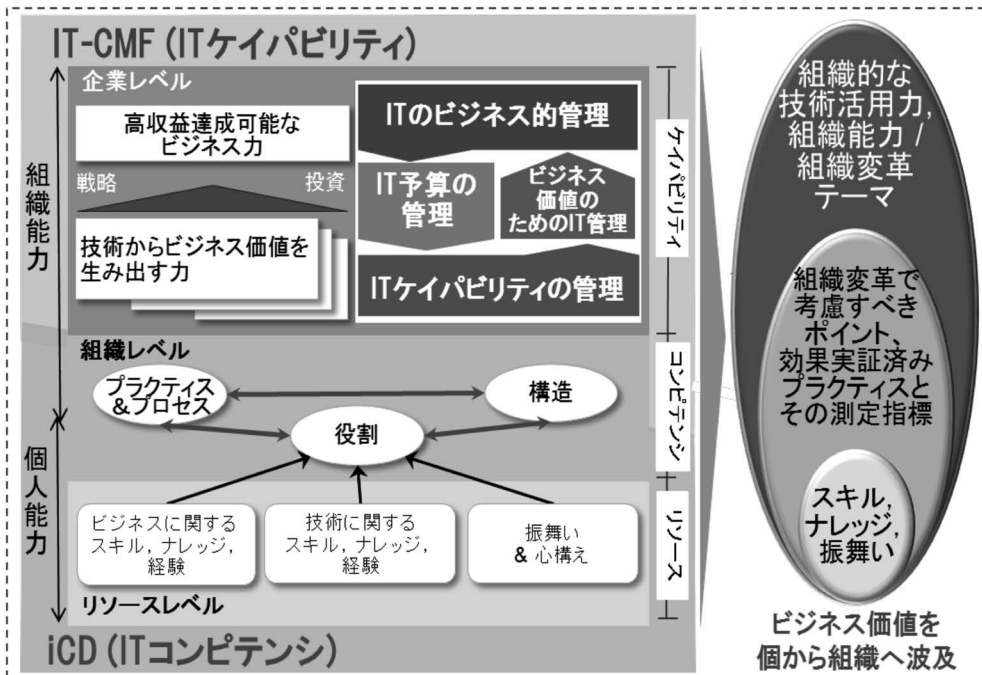 IT-CMF (ITケイパビリティ)
企業レベル
高収益達成可能な
ビジネス力
戦略
投資
技術からビジネス価値を
生み出す力
ITのビジネス的管理
IT予算の
管理
ビジネス
価値の
ためのIT管理
ITケイパビリティの管理
組織レベル
プラクティス
&プロセス
構造
役割
ビジネスに関する
スキル, ナレッジ,
経験
技術に関する
スキル, ナレッジ,
経験
振舞い
& 心構え
リソースレベル
iCD (ITコンピテンシ)
組織能力
個人能力
ケイパビリティ
コンピテンシ
リソース
組織的な
技術活用力,
組織能力 /
組織変革
テーマ
組織変革で
考慮すべき
ポイント、
効果実証済み
プラクティスと
その測定指標
スキル,
ナレッジ,
振舞い
ビジネス価値を
個から組織へ波及